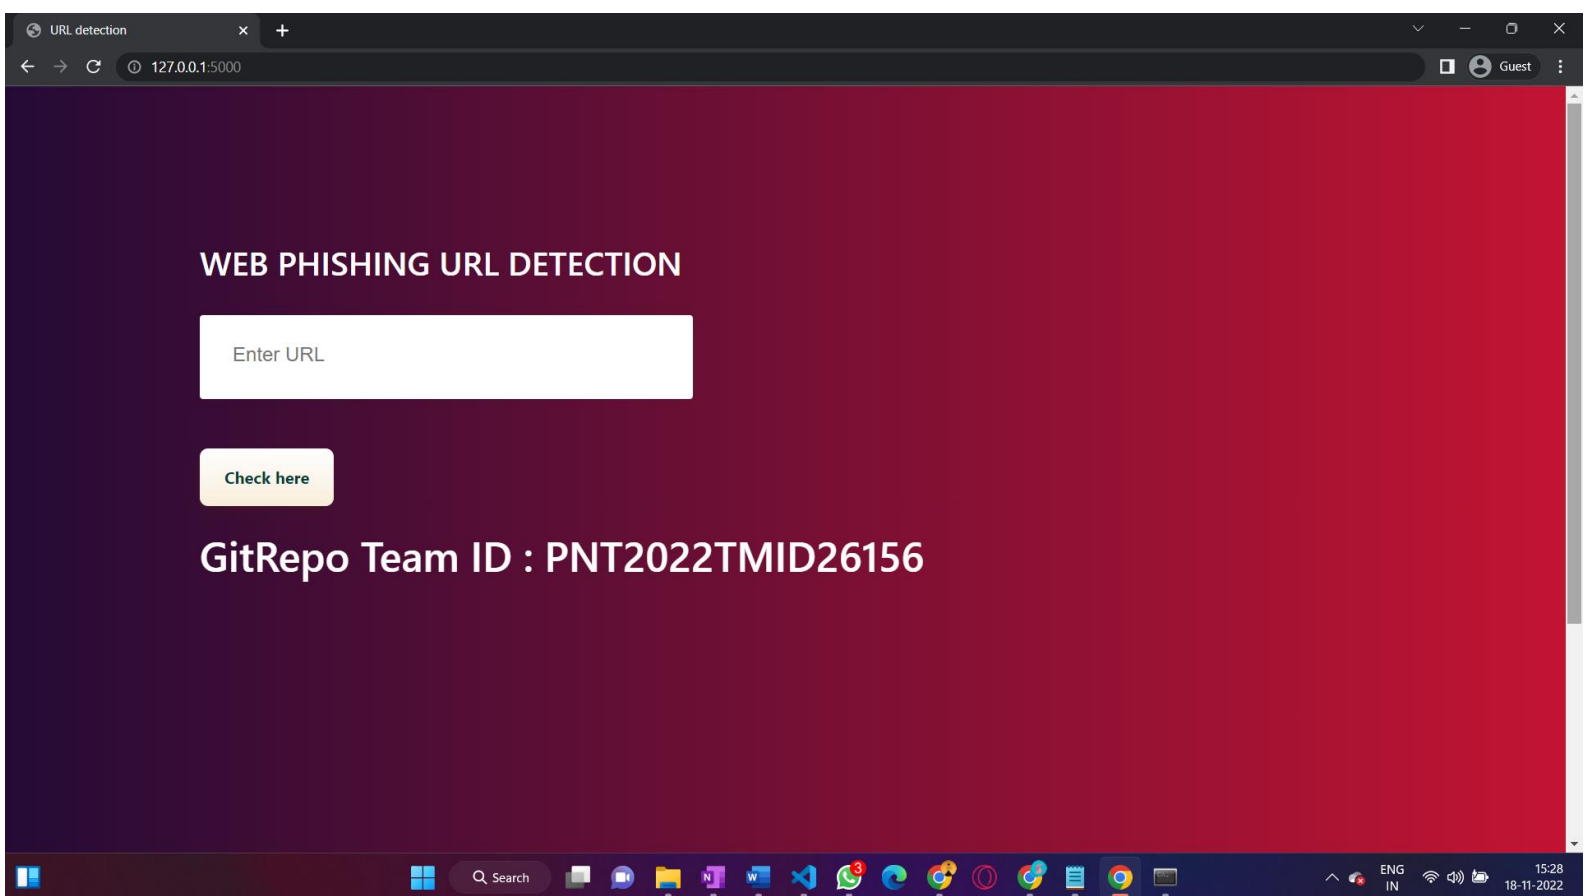 URL detection
127.0.0.1:5000
Guest
WEB PHISHING URL DETECTION
Enter URL
Check here
GitRepo Team ID : PNT2022TMID26156
Search
N
W
3
ENG
IN
15:28
18-11-2022